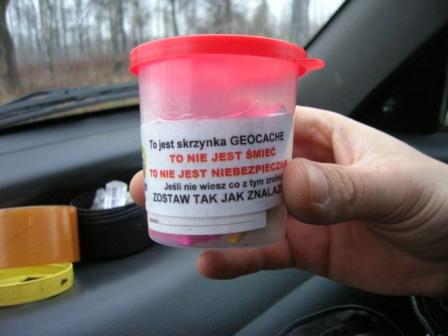 To jest skrzynka GEOCACHE
TO NIE JEST ŚMIEĆ
TO NIE JEST NIEBEZPIECZNE
Jeśli nie wiesz co z tym zrobić
ZOSTAW TAK JAK ZNALAZŁ